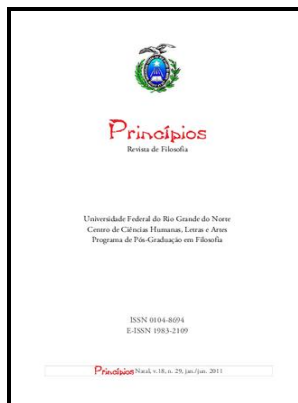 Princípios
Revista de Filosofia
Universidade Federal do Rio Grande do Norte
Centro de Ciências Humanas, Letras e Artes
Programa de Pós-Graduação em Filosofia
ISSN 0104-8694
E-ISSN 1983-2109
Princípios Natal, v.18, n. 29, jan./jun. 2011